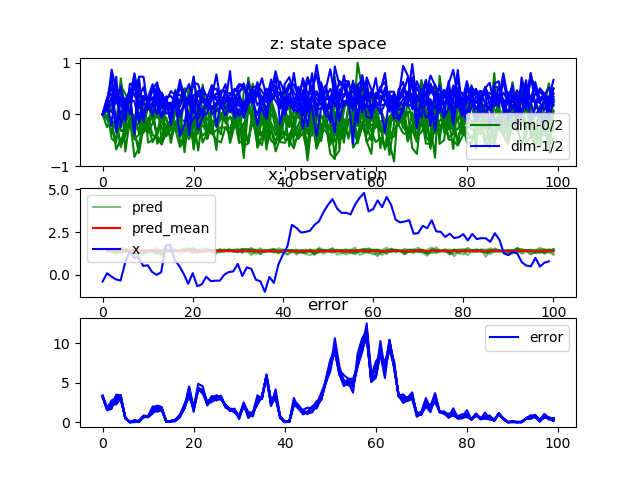 z: state space
1
0
−1
dim-0/2
dim-1/2
0 20 40 60 80 100
x: observation
5.0
2.5
0.0
pred
pred_mean
x
0 20 40 60 80 100
error
10
5
0
error
0 20 40 60 80 100